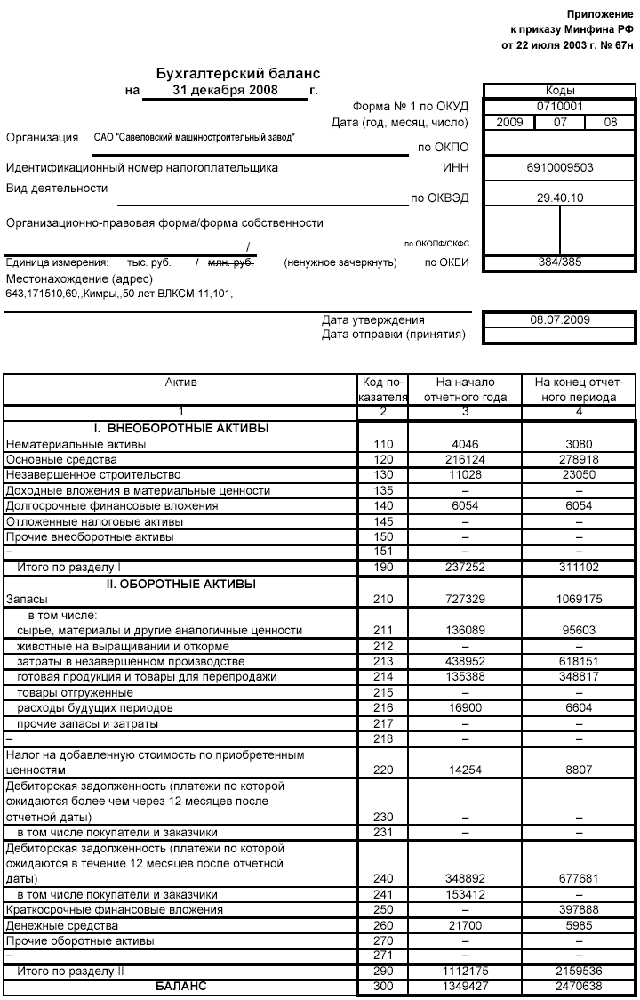 Приложение
к приказу Минфина РФ
от 22 июля 2003 г. № 67н
Бухгалтерский баланс
на 31 декабря 2008 г.
Коды
Форма № 1 по ОКУД 0710001
Дата (год, месяц, число) 2009 07 08
Организация ОАО "Савеловский машиностроительный завод"
по ОКПО
Идентификационный номер налогоплательщика ИНН 6910009503
Вид деятельности
по ОКВЭД 29.40.10
Организационно-правовая форма/форма собственности
/ по ОКОПФ/ОКФС
Единица измерения: тыс. руб. / млн. руб. (ненужное зачеркнуть) по ОКЕИ 384/385
Местонахождение (адрес)
643,171510,69,,Кимры,,50 лет ВЛКСМ,11,101,
Дата утверждения 08.07.2009
Дата отправки (принятия)
Актив Код по- На начало На конец отчет-
казателя отчетного года ного периода
1 2 3 4
I. ВНЕОБОРОТНЫЕ АКТИВЫ
Нематериальные активы 110 4046 3080
Основные средства 120 216124 278918
Незавершенное строительство 130 11028 23050
Доходные вложения в материальные ценности 135 – –
Долгосрочные финансовые вложения 140 6054 6054
Отложенные налоговые активы 145 – –
Прочие внеоборотные активы 150 – –
– 151 – –
Итого по разделу I 190 237252 311102
II. ОБОРОТНЫЕ АКТИВЫ
Запасы 210 727329 1069175
в том числе:
сырье, материалы и другие аналогичные ценности 211 136089 95603
животные на выращивании и откорме 212 – –
затраты в незавершенном производстве 213 438952 618151
готовая продукция и товары для перепродажи 214 135388 348817
товары отгруженные 215 – –
расходы будущих периодов 216 16900 6604
прочие запасы и затраты 217 – –
– 218 – –
Налог на добавленную стоимость по приобретенным
ценностям 220 14254 8807
Дебиторская задолженность (платежи по которой
ожидаются более чем через 12 месяцев после
отчетной даты) 230 – –
в том числе покупатели и заказчики 231 – –
Дебиторская задолженность (платежи по которой
ожидаются в течение 12 месяцев после отчетной
даты) 240 348892 677681
в том числе покупатели и заказчики 241 153412 –
Краткосрочные финансовые вложения 250 – 397888
Денежные средства 260 21700 5985
Прочие оборотные активы 270 – –
– 271 – –
Итого по разделу II 290 1112175 2159536
БАЛАНС 300 1349427 2470638